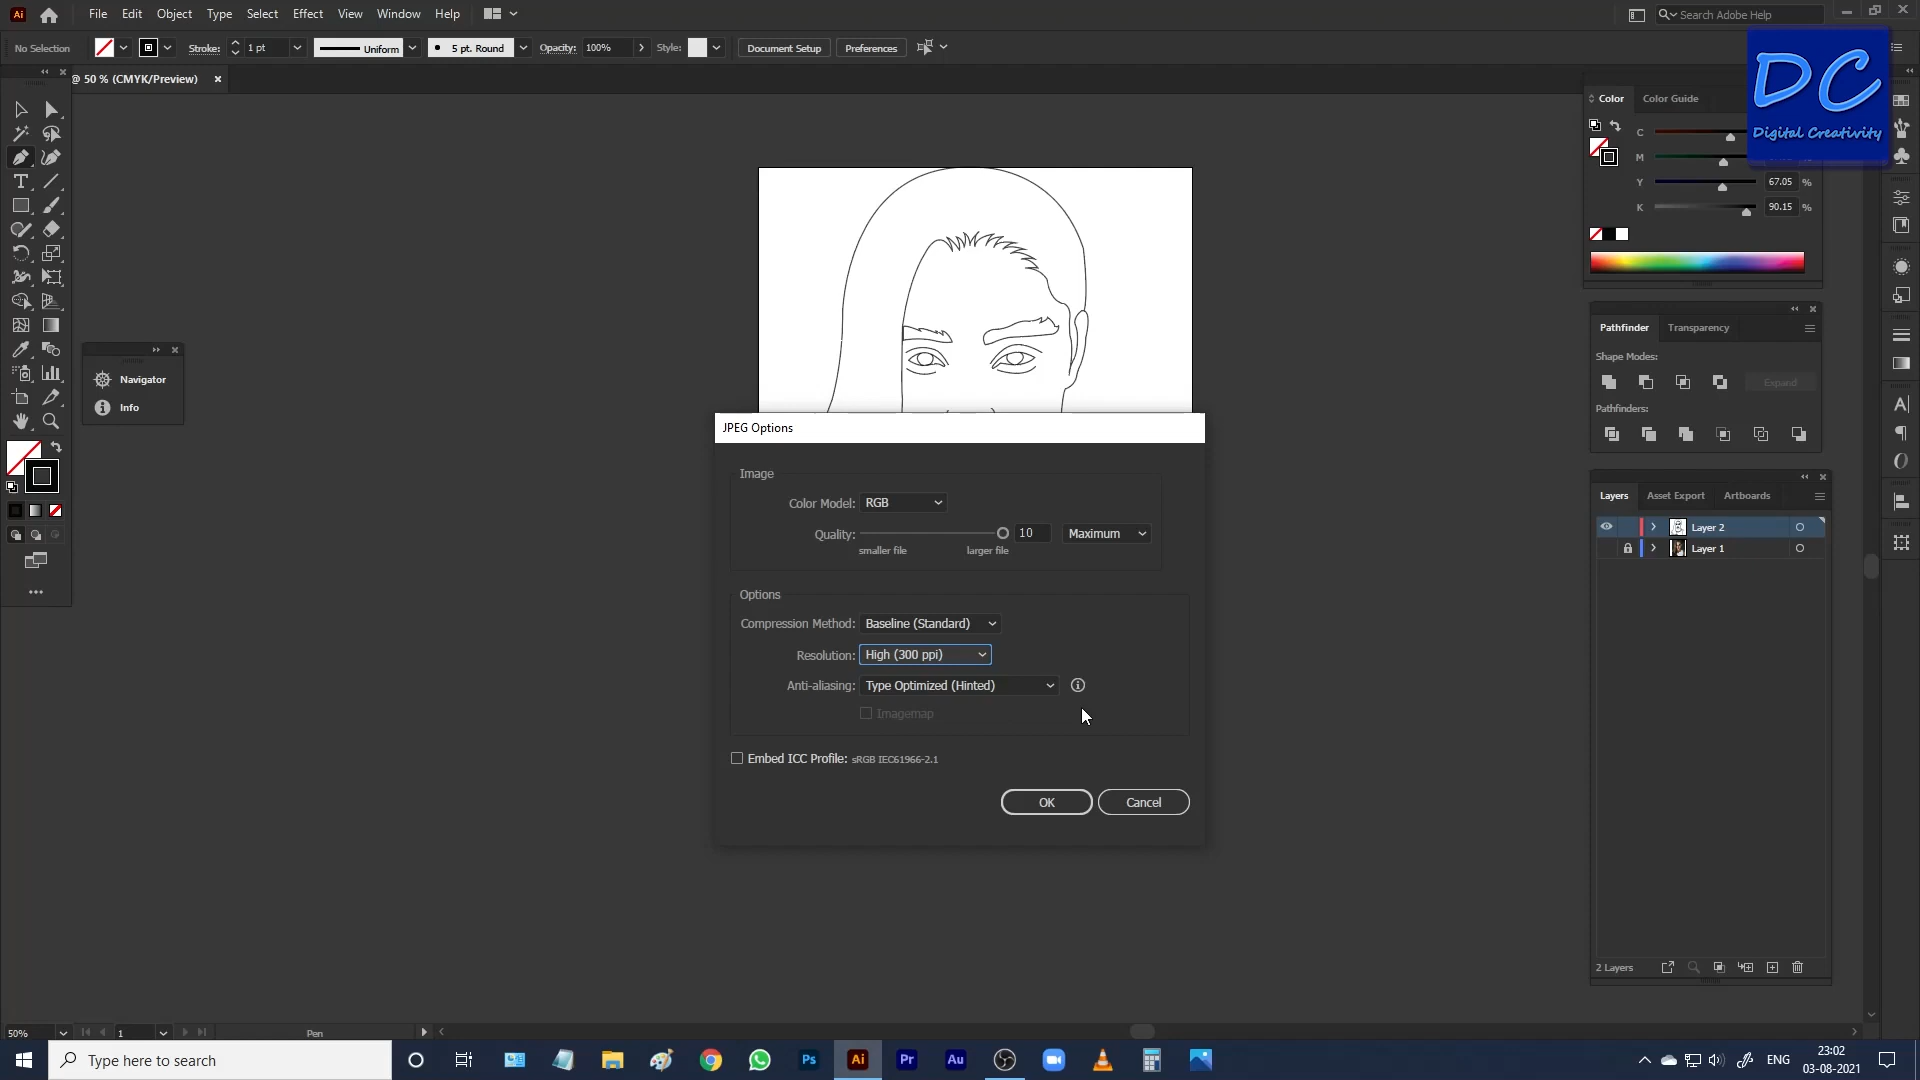 Ai File Edit Object Type Select Effect View Window Help Search Adobe Help
No Selection Stroke: 1 pt Uniform 5 pt. Round Opacity: 100% Style: Document Setup Preferences
@ 50 % (CMYK/Preview)
DC
Digital Creativity
Color Color Guide
C
M
Y 67.05 %
K 90.15 %
Pathfinder Transparency
Shape Modes:
Expand
Pathfinders:
Navigator
Info
JPEG Options
Image
Color Model: RGB
Quality: 10 Maximum
smaller file larger file
Options
Compression Method: Baseline (Standard)
Resolution: High (300 ppi)
Anti-aliasing: Type Optimized (Hinted)
Imagemap
Embed ICC Profile: sRGB IEC61966-2.1
OK Cancel
Layers Asset Export Artboards
Layer 2
Layer 1
2 Layers
50% 1 Pen
Type here to search Ps Ai Pr Au ENG 23:02
03-08-2021